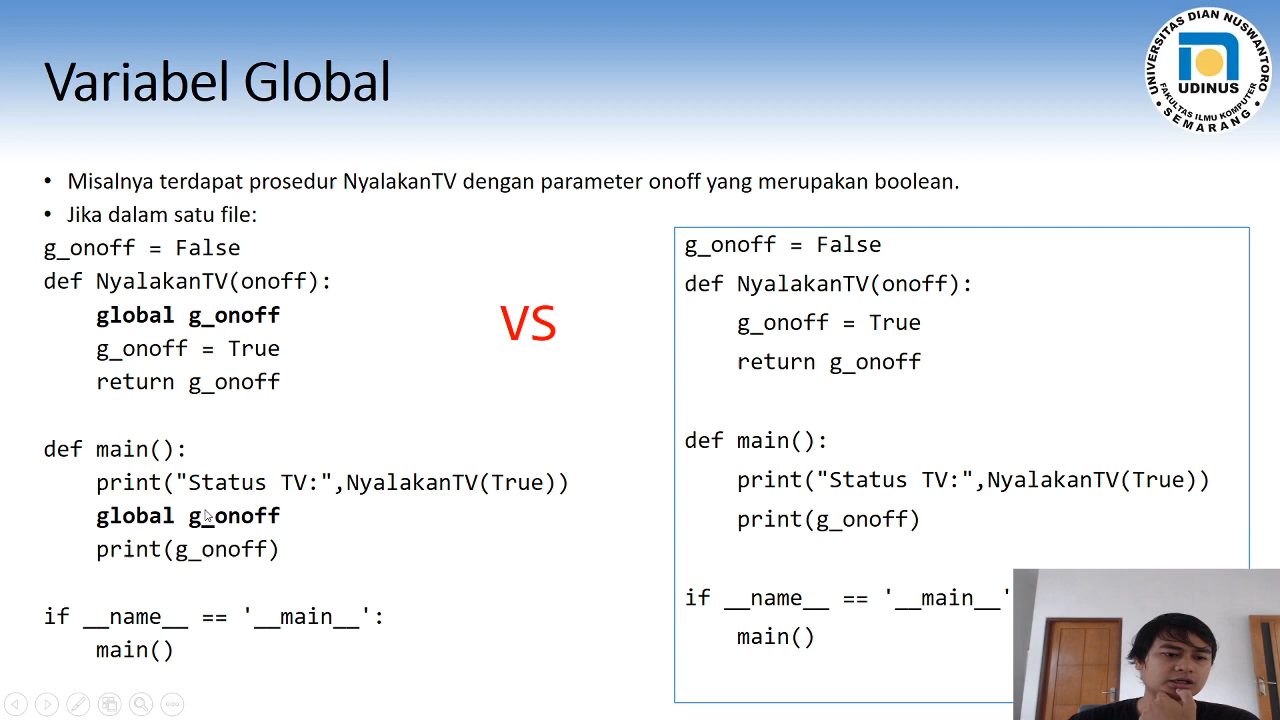 Variabel Global
UNIVERSITAS DIAN NUSWANTORO
UDINUS
FAKULTAS ILMU KOMPUTER
• SEMARANG •
• Misalnya terdapat prosedur NyalakanTV dengan parameter onoff yang merupakan boolean.
• Jika dalam satu file:
g_onoff = False
def NyalakanTV(onoff):
    global g_onoff
    g_onoff = True
    return g_onoff
def main():
    print("Status TV:",NyalakanTV(True))
    global g_onoff
    print(g_onoff)
if __name__ == '__main__':
    main()
VS
g_onoff = False
def NyalakanTV(onoff):
    g_onoff = True
    return g_onoff
def main():
    print("Status TV:",NyalakanTV(True))
    print(g_onoff)
if __name__ == '__main__'
    main()